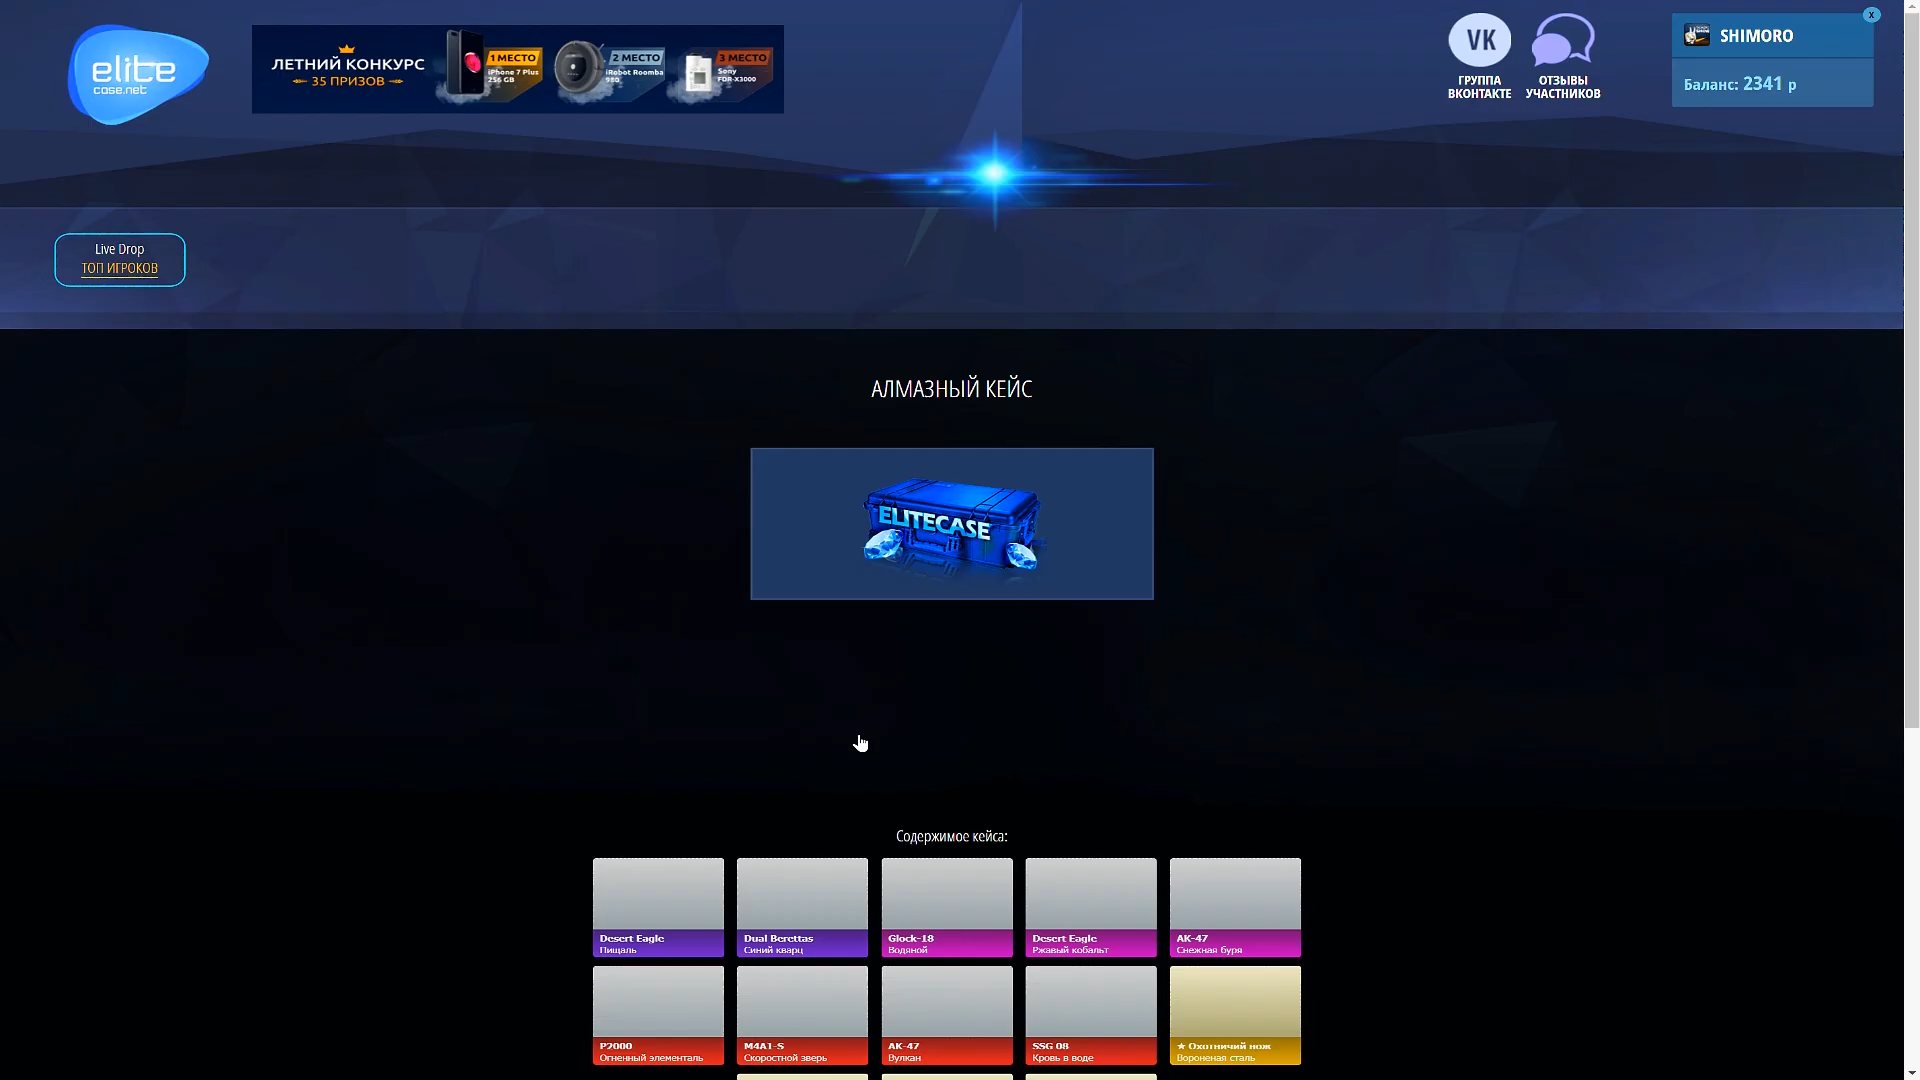 elite
case.net
ЛЕТНИЙ КОНКУРС
35 ПРИЗОВ
1 МЕСТО
iPhone 7 Plus
256 GB
2 МЕСТО
iRobot Roomba
980
3 МЕСТО
Sony
FDR-X3000
VK
ГРУППА
ВКОНТАКТЕ
ОТЗЫВЫ
УЧАСТНИКОВ
x
SHIMORO
Баланс: 2341 р
Live Drop
ТОП ИГРОКОВ
АЛМАЗНЫЙ КЕЙС
ELITECASE
Содержимое кейса:
Desert Eagle
Пищаль
Dual Berettas
Синий кварц
Glock-18
Водяной
Desert Eagle
Ржавый кобальт
AK-47
Снежная буря
P2000
Огненный элементаль
M4A1-S
Скоростной зверь
AK-47
Вулкан
SSG 08
Кровь в воде
★ Охотничий нож
Вороненая сталь